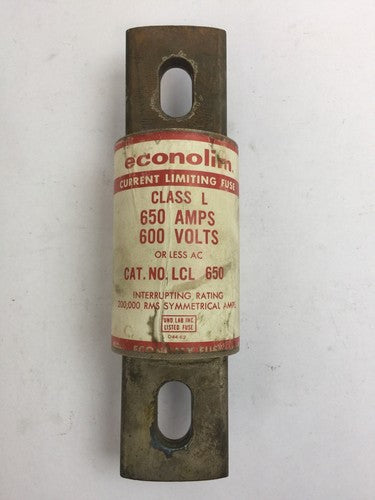 econolim
CURRENT LIMITING FUSE
CLASS L
650 AMPS
600 VOLTS
OR LESS AC
CAT. NO. LCL 650
INTERRUPTING RATING
200,000 RMS SYMMETRICAL AMPS
UND. LAB. INC.
LISTED FUSE